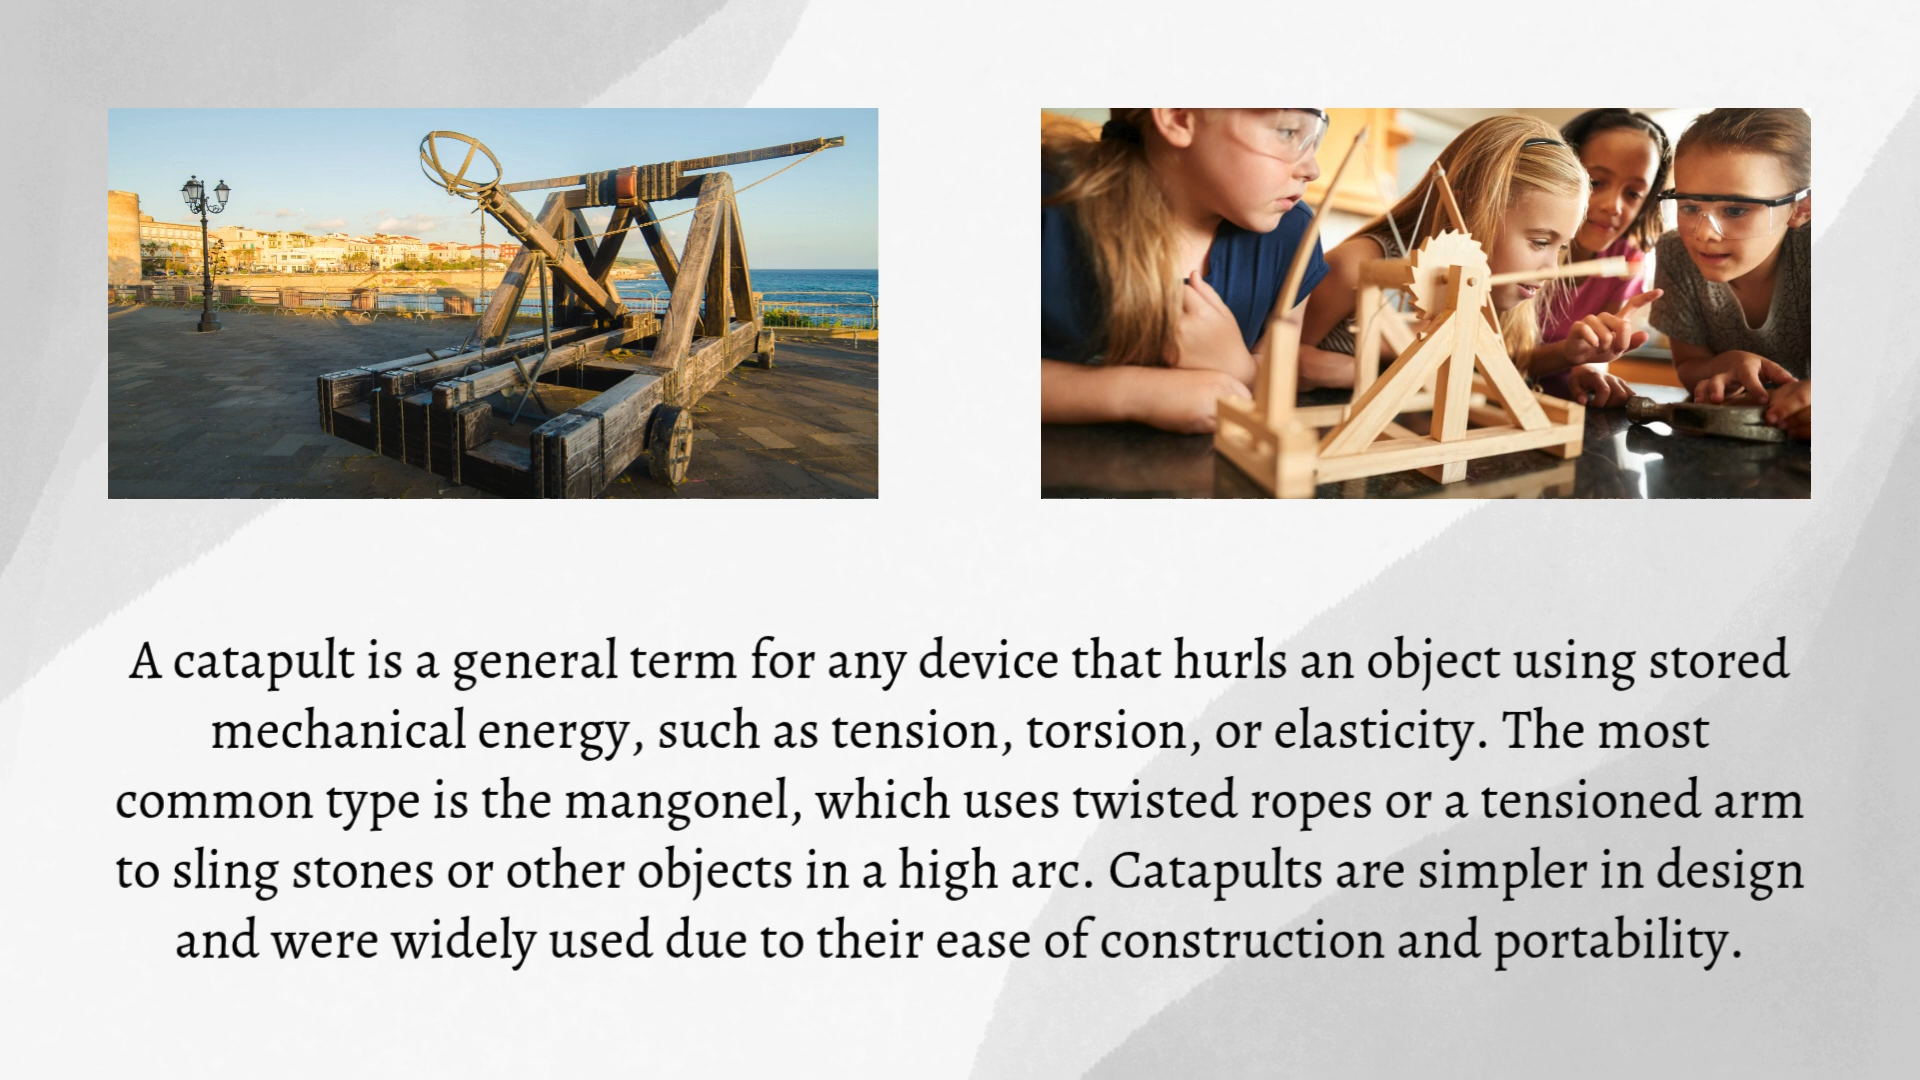 A catapult is a general term for any device that hurls an object using stored
mechanical energy, such as tension, torsion, or elasticity. The most
common type is the mangonel, which uses twisted ropes or a tensioned arm
to sling stones or other objects in a high arc. Catapults are simpler in design
and were widely used due to their ease of construction and portability.